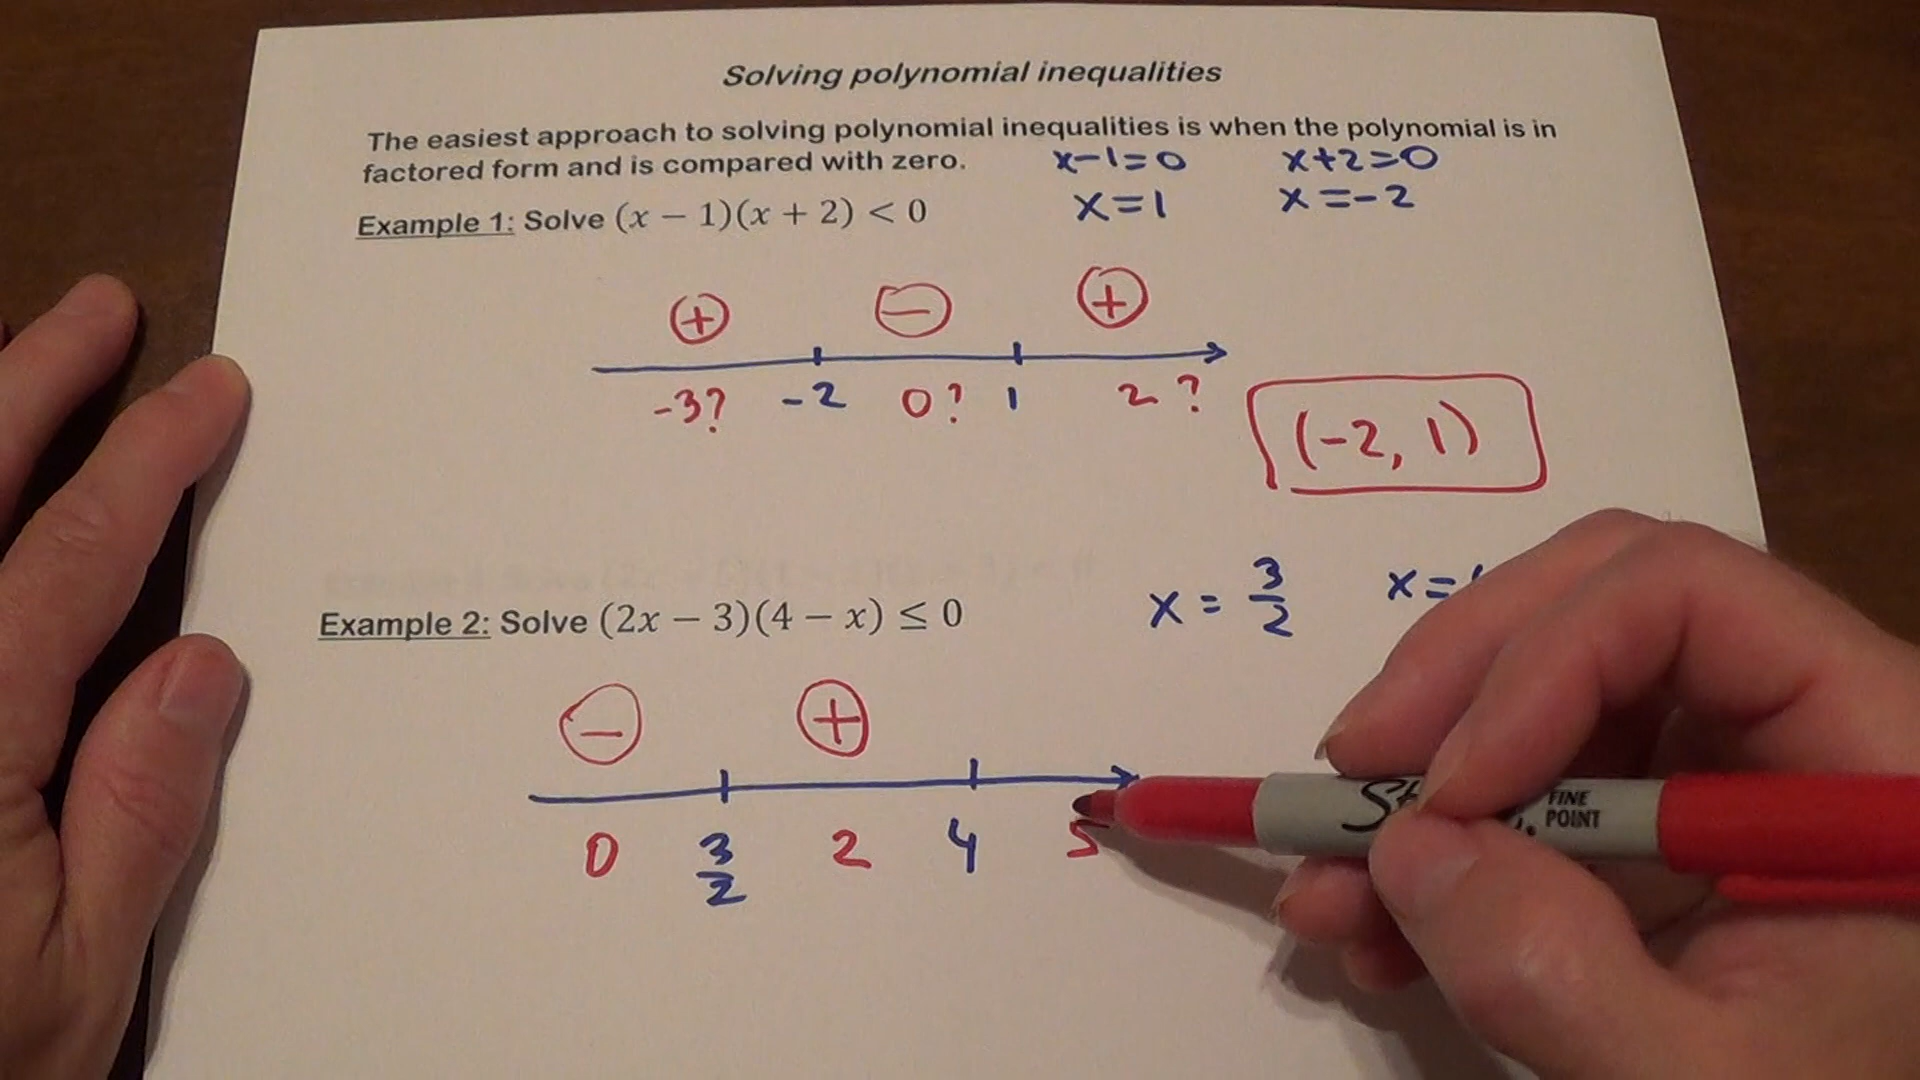 Solving polynomial inequalities
The easiest approach to solving polynomial inequalities is when the polynomial is in
factored form and is compared with zero.
x-1=0 x+2=0
x=1 x=-2
Example 1: Solve (x − 1)(x + 2) < 0
+ − +
-3? -2 0? 1 2?
(-2, 1)
x = 3/2 x=
Example 2: Solve (2x − 3)(4 − x) ≤ 0
− +
0 3/2 2 4 5
FINE
POINT